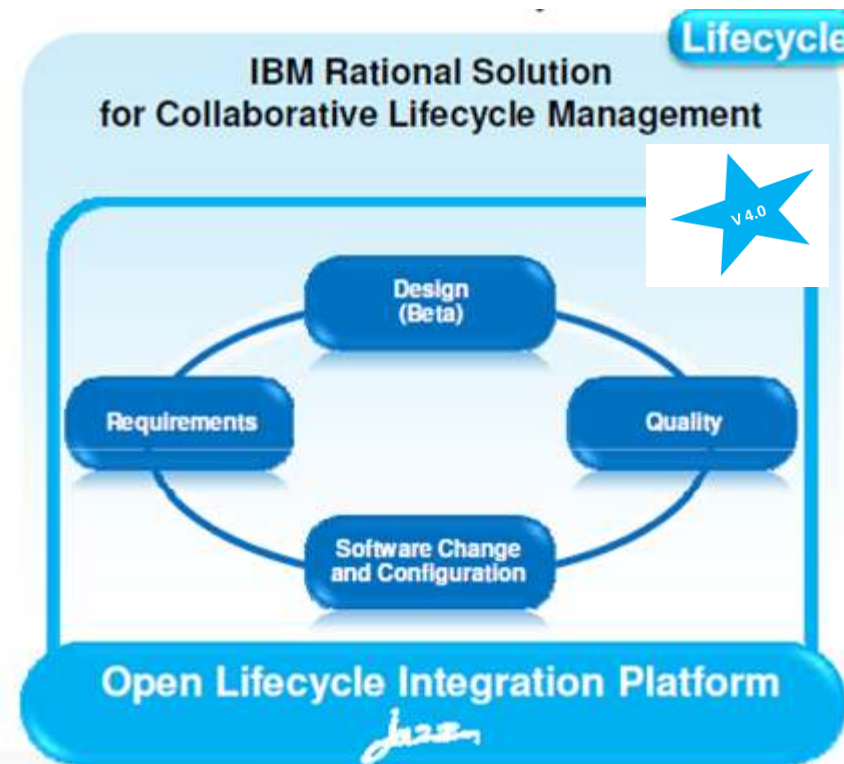 Lifecycle
IBM Rational Solution
for Collaborative Lifecycle Management
V 4.0
Design
(Beta)
Requirements
Quality
Software Change
and Configuration
Open Lifecycle Integration Platform
jazz